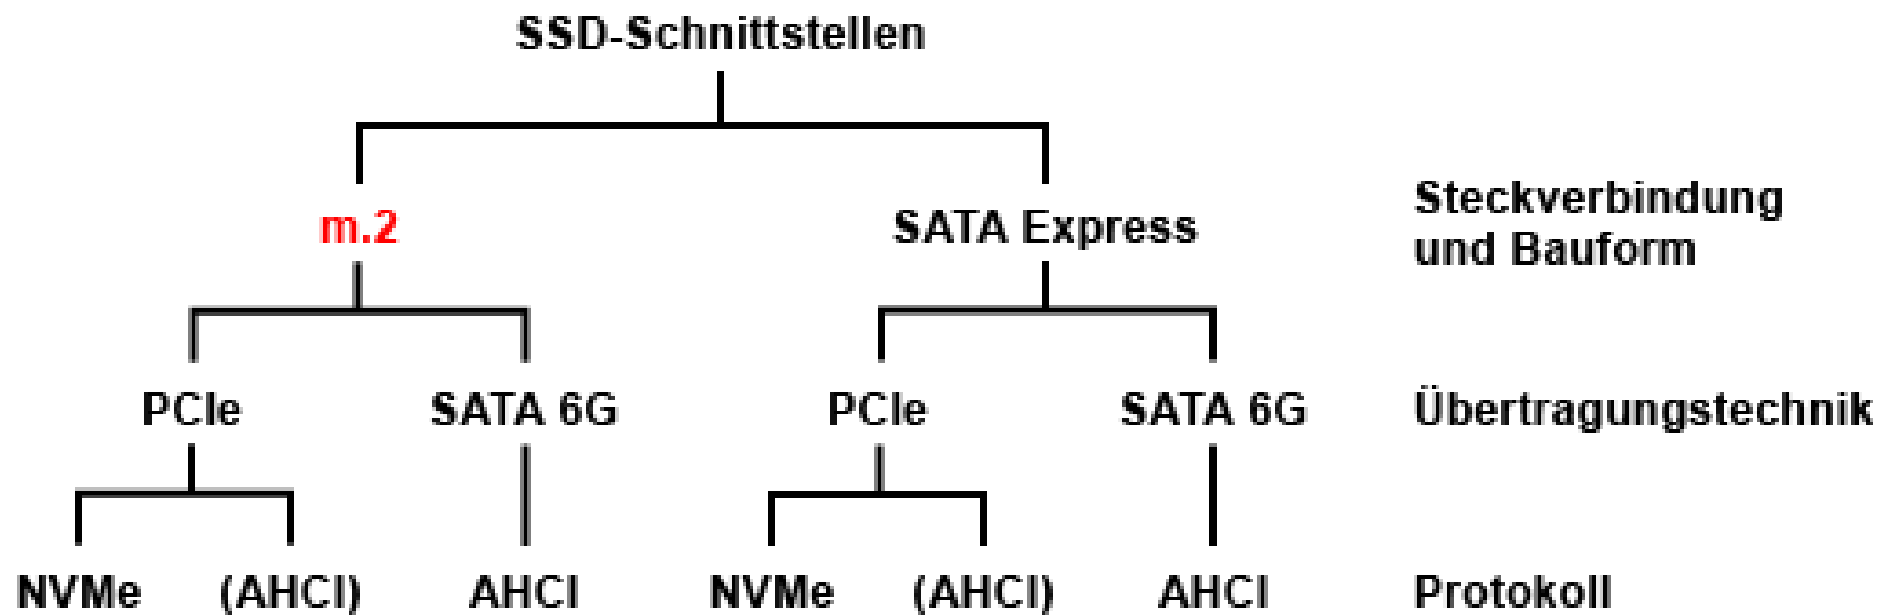 SSD-Schnittstellen
m.2
SATA Express
Steckverbindung
und Bauform
PCIe
SATA 6G
PCIe
SATA 6G
Übertragungstechnik
NVMe
(AHCI)
AHCI
NVMe
(AHCI)
AHCI
Protokoll